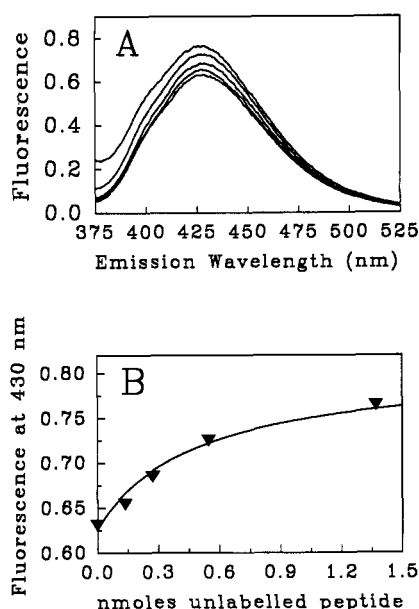 A
Fluorescence
0.8
0.6
0.4
0.2
0.0
375 400 425 450 475 500 525
Emission Wavelength (nm)
B
Fluorescence at 430 nm
0.80
0.75
0.70
0.65
0.60
0.0 0.3 0.6 0.9 1.2 1.5
nmoles unlabelled peptide